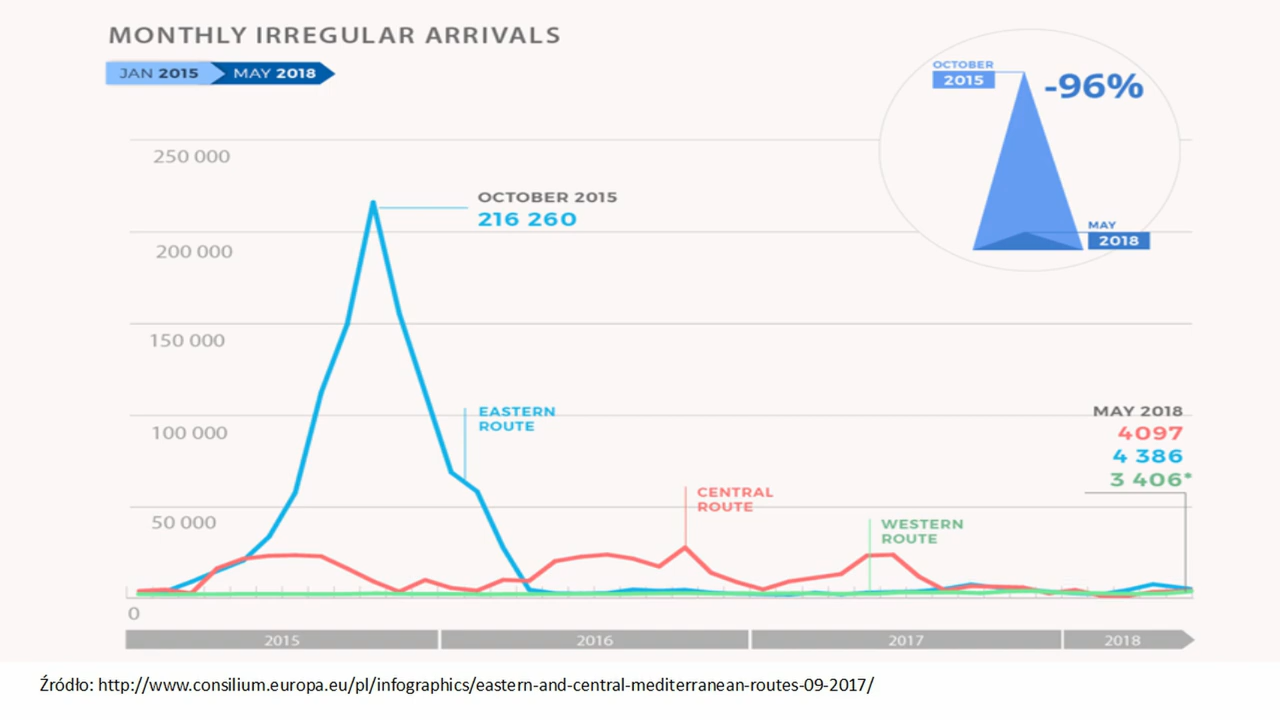 MONTHLY IRREGULAR ARRIVALS
JAN 2015 MAY 2018
OCTOBER
2015
-96%
MAY
2018
250 000
200 000
150 000
100 000
50 000
0
OCTOBER 2015
216 260
EASTERN
ROUTE
CENTRAL
ROUTE
WESTERN
ROUTE
MAY 2018
4097
4 386
3 406*
2015 2016 2017 2018
Źródło: http://www.consilium.europa.eu/pl/infographics/eastern-and-central-mediterranean-routes-09-2017/